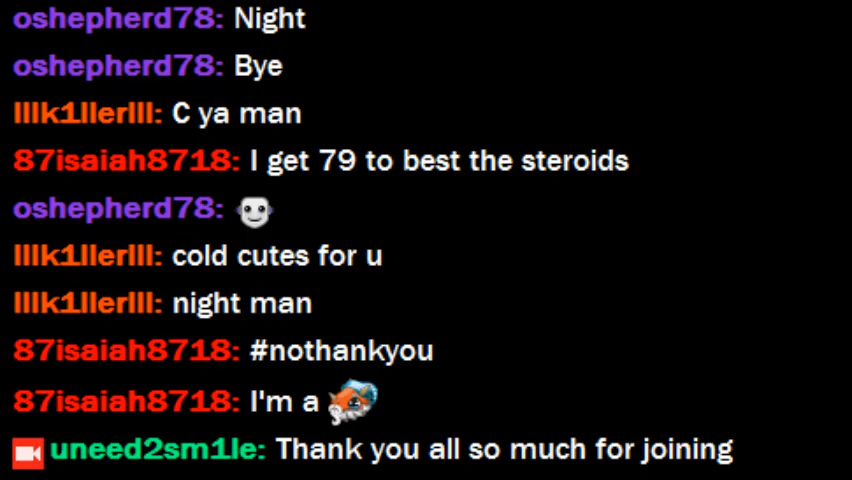 oshepherd78: Night
oshepherd78: Bye
lllk1llerlll: C ya man
87isaiah8718: I get 79 to best the steroids
oshepherd78:
lllk1llerlll: cold cutes for u
lllk1llerlll: night man
87isaiah8718: #nothankyou
87isaiah8718: I'm a
uneed2sm1le: Thank you all so much for joining